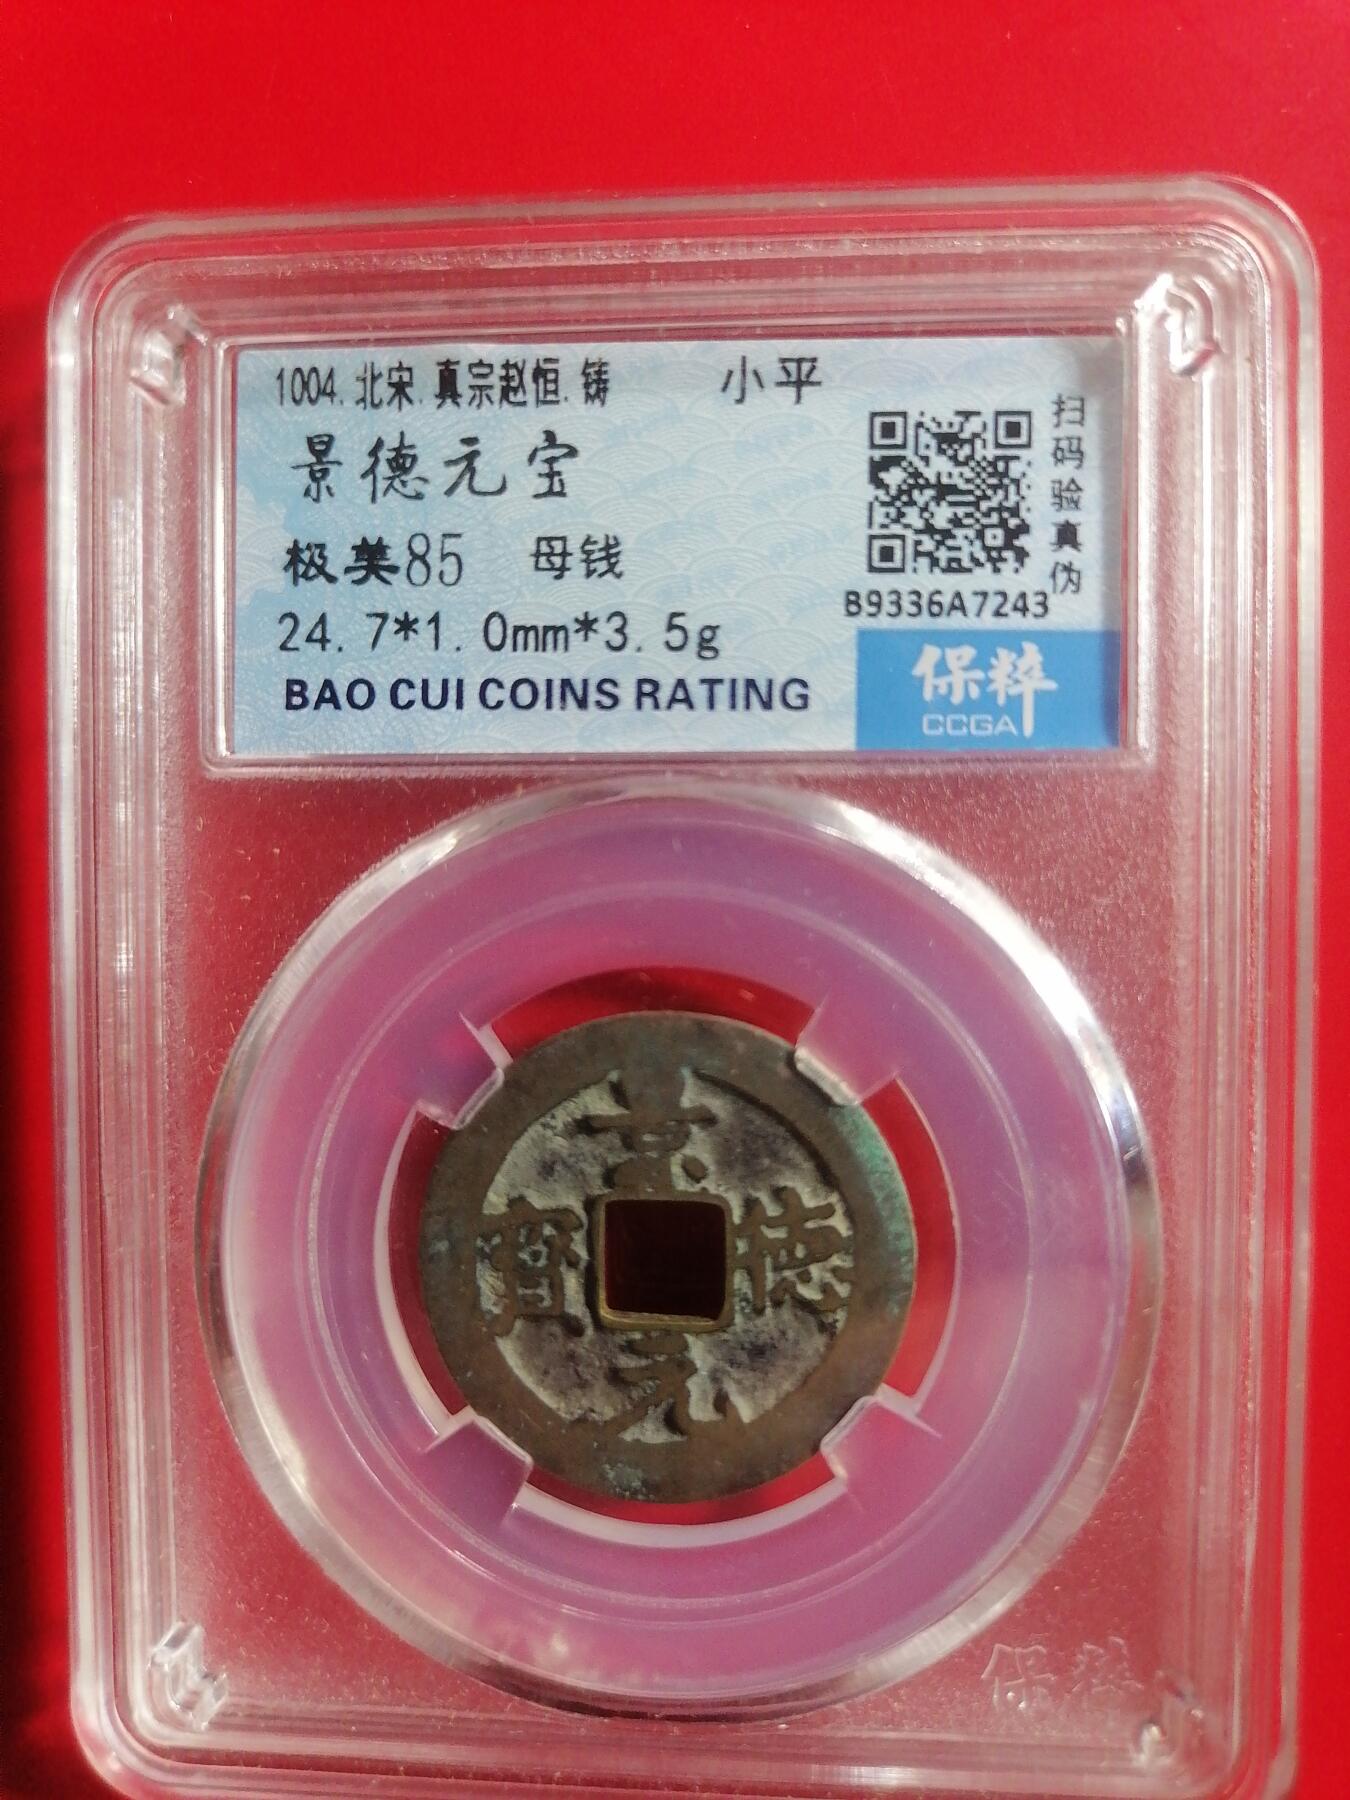 1004.北宋.真宗赵恒.铸 小平
景德元宝
极美85 母钱
24.7*1.0mm*3.5g
BAO CUI COINS RATING
扫码验真伪
B9336A7243
保粹
CCGA
景德元寶
保粹